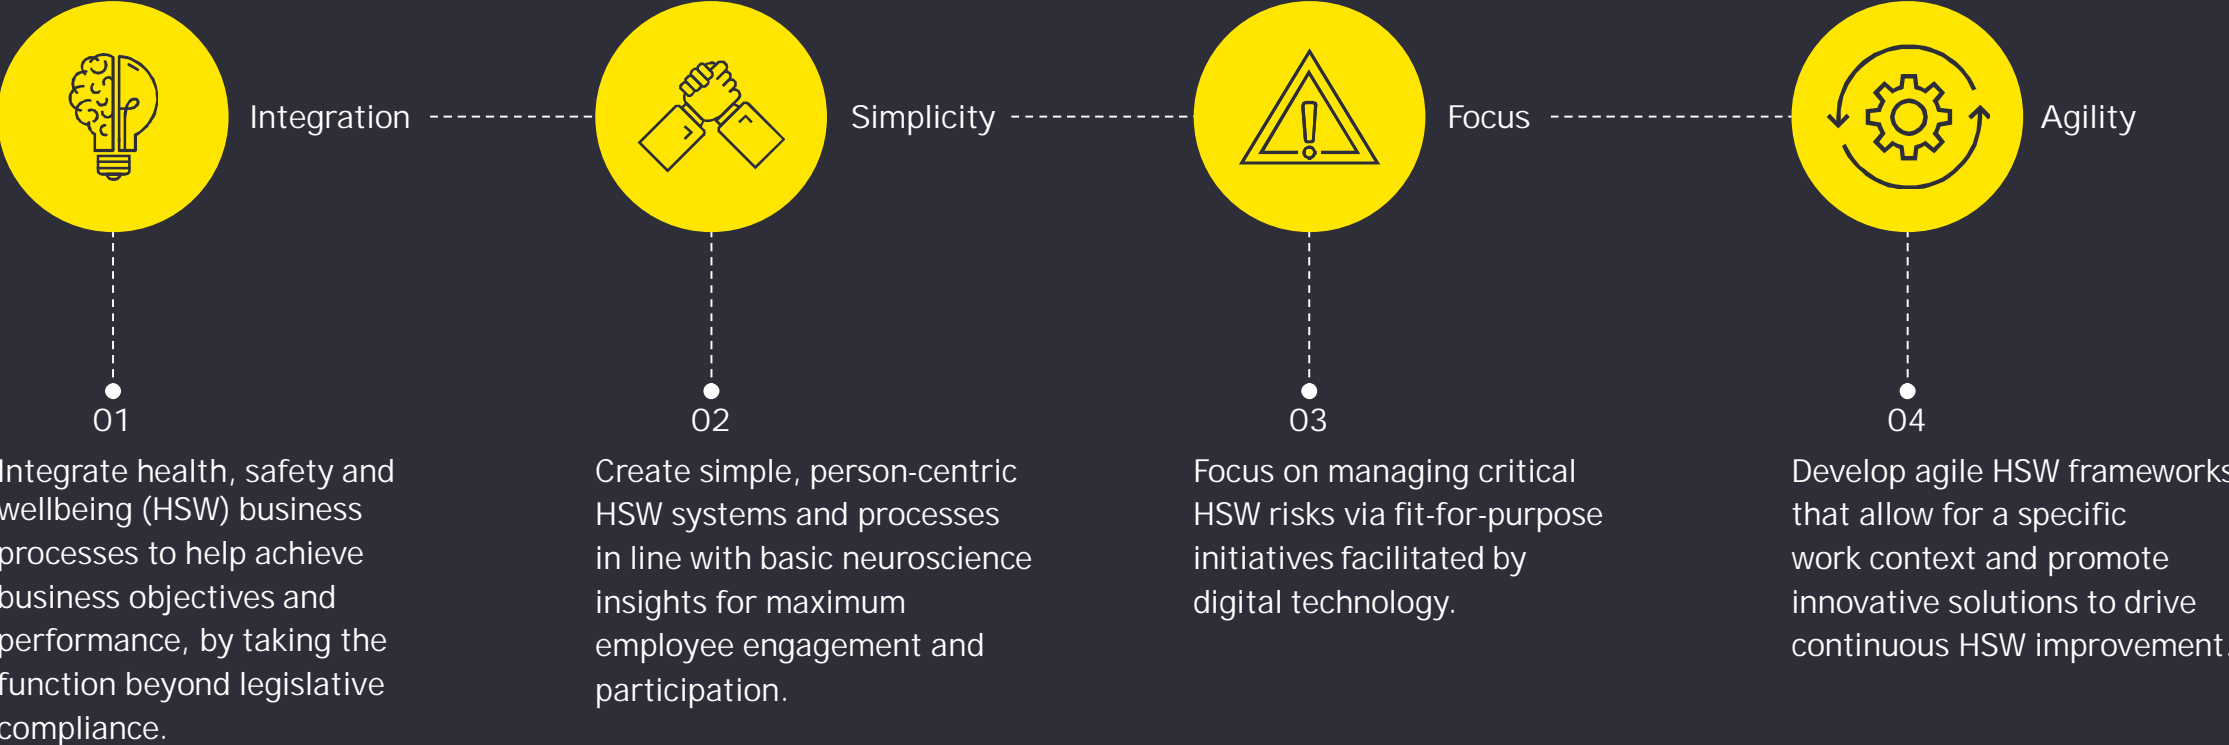 Integration
Simplicity
Focus
Agility
01
Integrate health, safety and
wellbeing (HSW) business
processes to help achieve
business objectives and
performance, by taking the
function beyond legislative
compliance.
02
Create simple, person-centric
HSW systems and processes
in line with basic neuroscience
insights for maximum
employee engagement and
participation.
03
Focus on managing critical
HSW risks via fit-for-purpose
initiatives facilitated by
digital technology.
04
Develop agile HSW frameworks
that allow for a specific
work context and promote
innovative solutions to drive
continuous HSW improvement.